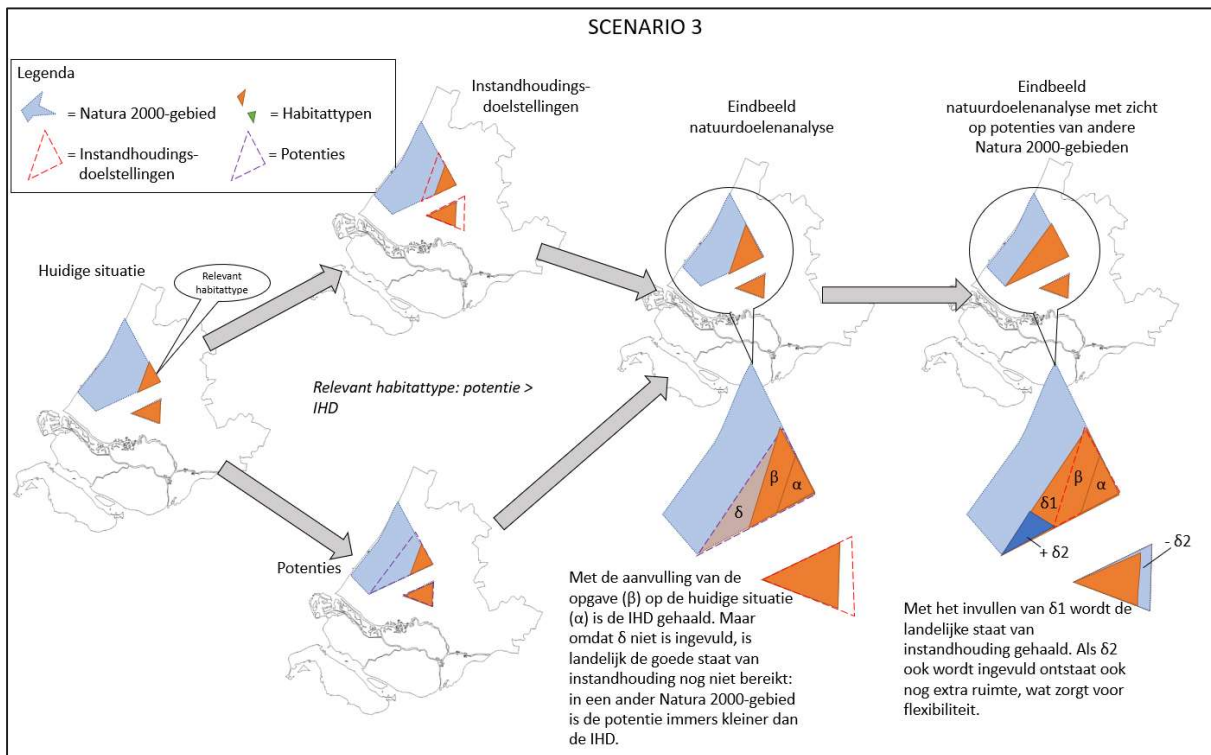 SCENARIO 3
Legenda
= Natura 2000-gebied
= Habitattypen
= Instandhoudings-
doelstellingen
= Potenties
Huidige situatie
Relevant
habitattype
Instandhoudings-
doelstellingen
Relevant habitattype: potentie >
IHD
Potenties
Eindbeeld
natuurdoelenanalyse
δ
β
α
Met de aanvulling van de
opgave (β) op de huidige situatie
(α) is de IHD gehaald. Maar
omdat δ niet is ingevuld, is
landelijk de goede staat van
instandhouding nog niet bereikt:
in een ander Natura 2000-gebied
is de potentie immers kleiner dan
de IHD.
Eindbeeld
natuurdoelenanalyse met zicht
op potenties van andere
Natura 2000-gebieden
δ1
β
α
+ δ2
- δ2
Met het invullen van δ1 wordt de
landelijke staat van
instandhouding gehaald. Als δ2
ook wordt ingevuld ontstaat ook
nog extra ruimte, wat zorgt voor
flexibiliteit.